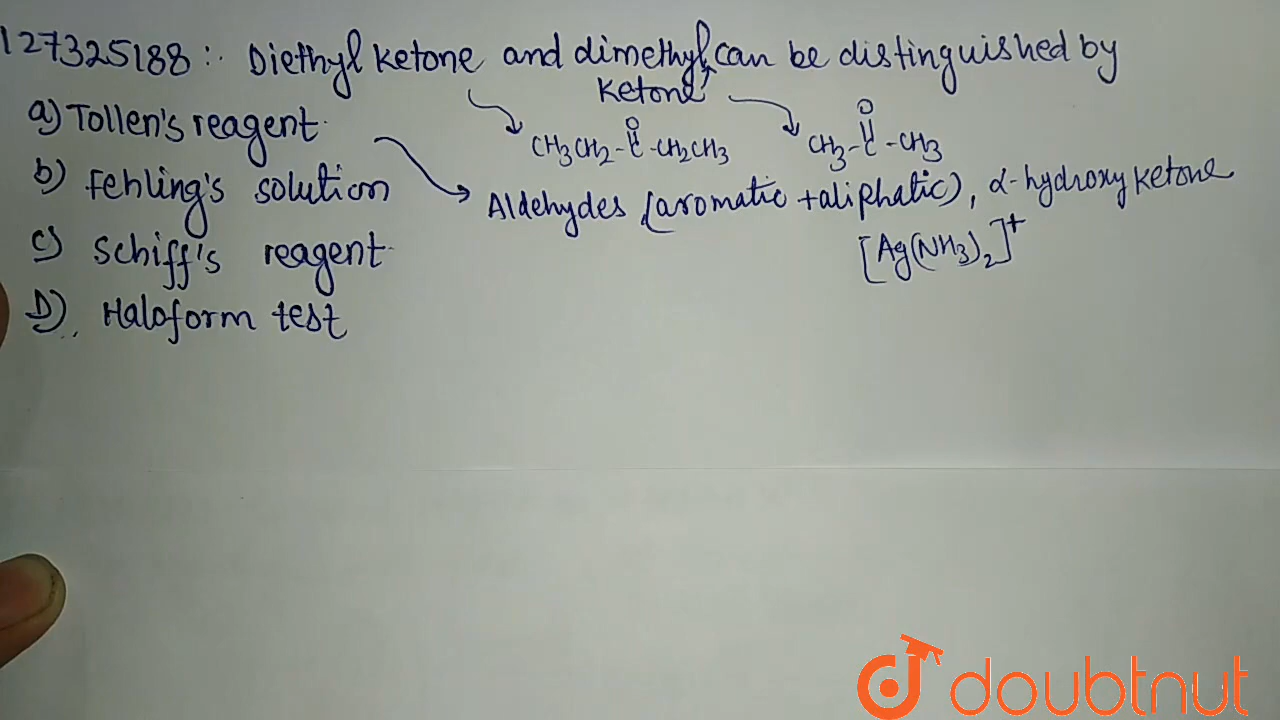 127325188:. Diethyl ketone and dimethyl ketone can be distinguished by
a) Tollen's reagent.
CH3CH2-C-CH2CH3
O
CH3-C-CH3
O
b) Fehling's solution
Aldehydes (aromatic +aliphatic), α-hydroxy ketone
c) Schiff's reagent.
[Ag(NH3)2]+
D). Haloform test
doubtnut